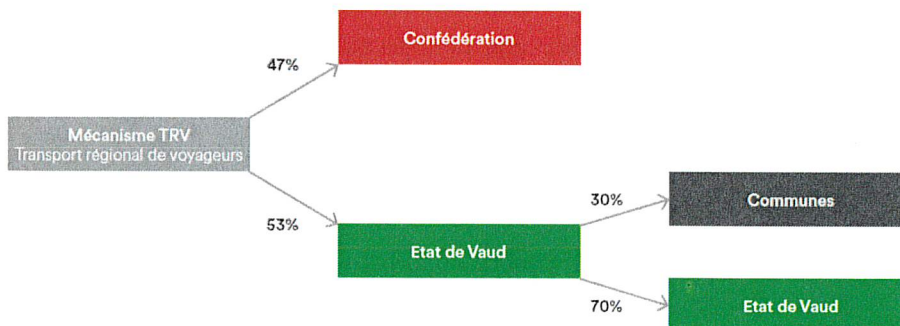 Confédération
47%
Mécanisme TRV
Transport régional de voyageurs
53%
30%
Communes
Etat de Vaud
70%
Etat de Vaud